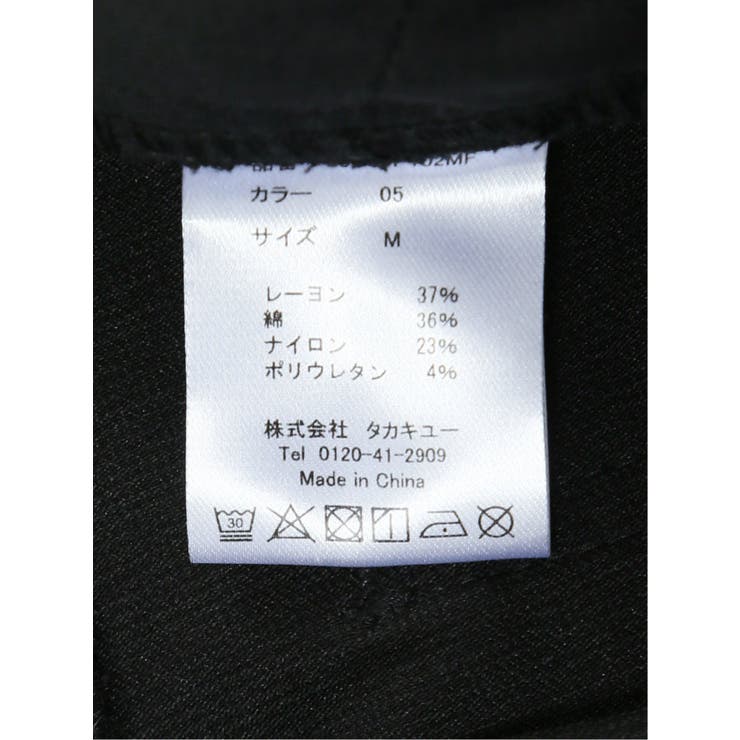 カラー 05
サイズ M
レーヨン 37%
綿 36%
ナイロン 23%
ポリウレタン 4%
株式会社 タカキュー
Tel 0120-41-2909
Made in China
30